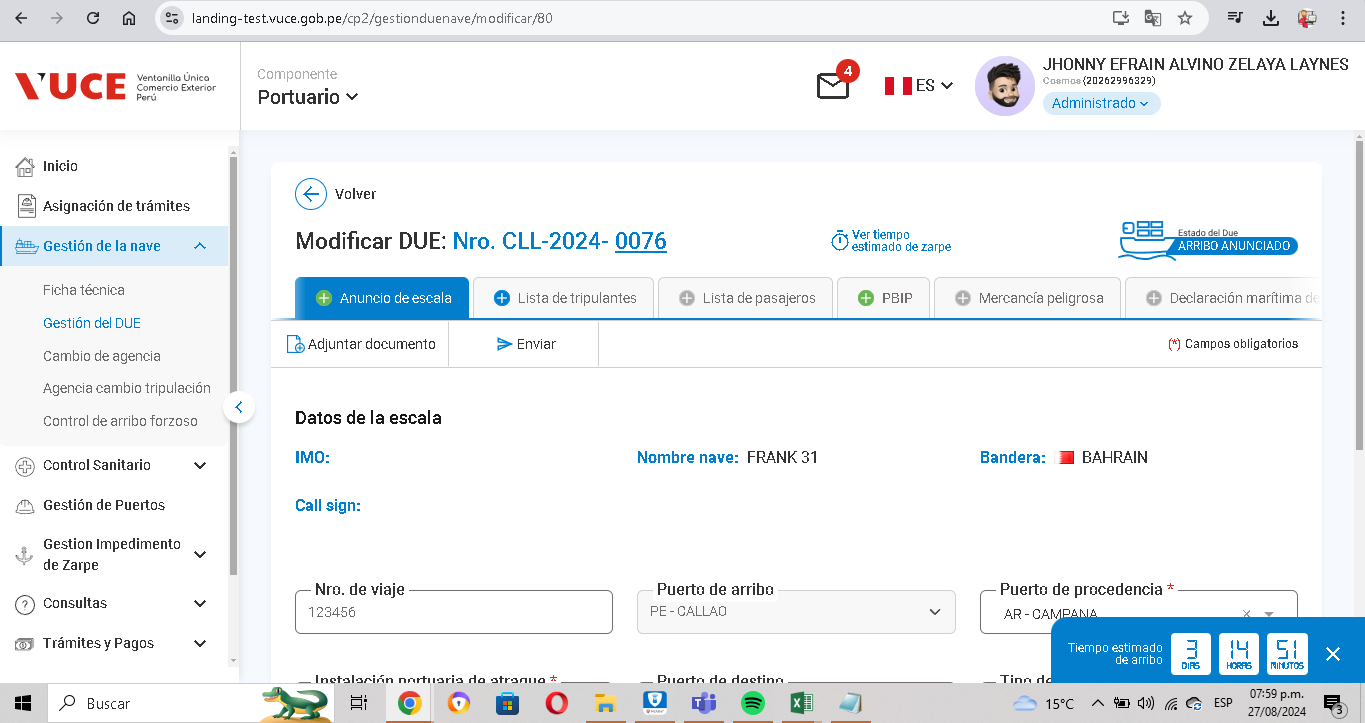 landing-test.vuce.gob.pe/cp2/gestionduenave/modificar/80
VUCE
Ventanilla Única
Comercio Exterior
Perú
Componente
Portuario
4
ES
JHONNY EFRAIN ALVINO ZELAYA LAYNES
Cosmos (20262996329)
Administrado
Inicio
Asignación de trámites
Gestión de la nave
Ficha técnica
Gestión del DUE
Cambio de agencia
Agencia cambio tripulación
Control de arribo forzoso
Control Sanitario
Gestión de Puertos
Gestion Impedimento
de Zarpe
Consultas
Trámites y Pagos
Volver
Modificar DUE: Nro. CLL-2024- 0076
Ver tiempo
estimado de zarpe
Estado del Due
ARRIBO ANUNCIADO
Anuncio de escala
Lista de tripulantes
Lista de pasajeros
PBIP
Mercancía peligrosa
Declaración marítima de
Adjuntar documento
Enviar
(*) Campos obligatorios
Datos de la escala
IMO:
Nombre nave: FRANK 31
Bandera: BAHRAIN
Call sign:
Nro. de viaje
123456
Puerto de arribo
PE - CALLAO
Puerto de procedencia *
AR - CAMPANA
Instalación portuaria de atraque *
Puerto de destino
Tipo de
Tiempo estimado
de arribo
3
DIAS
14
HORAS
51
MINUTOS
Buscar
15°C
ESP
07:59 p.m.
27/08/2024
3